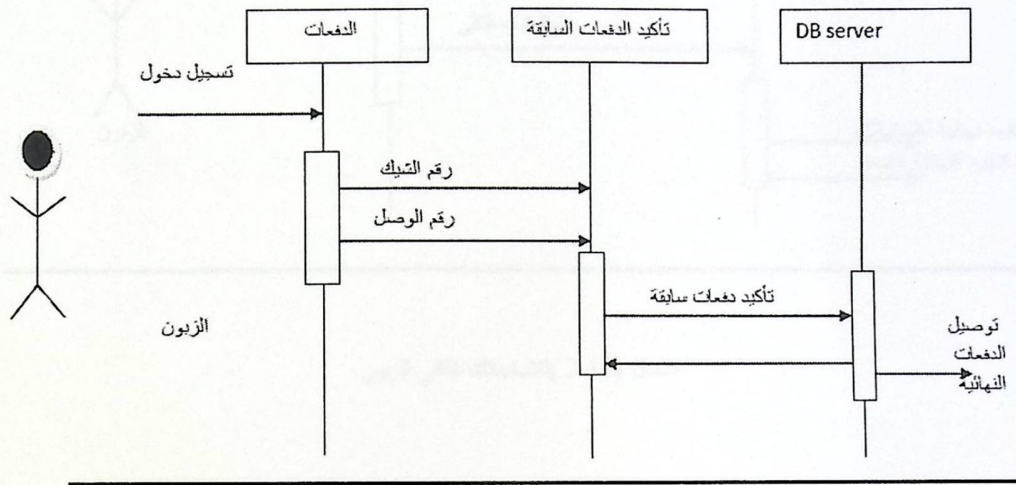 الدفعات
تأكيد الدفعات السابقة
DB server
تسجيل دخول
رقم الشيك
رقم الوصل
تأكيد دفعات سابقة
الزبون
توصيل
الدفعات
النهائية